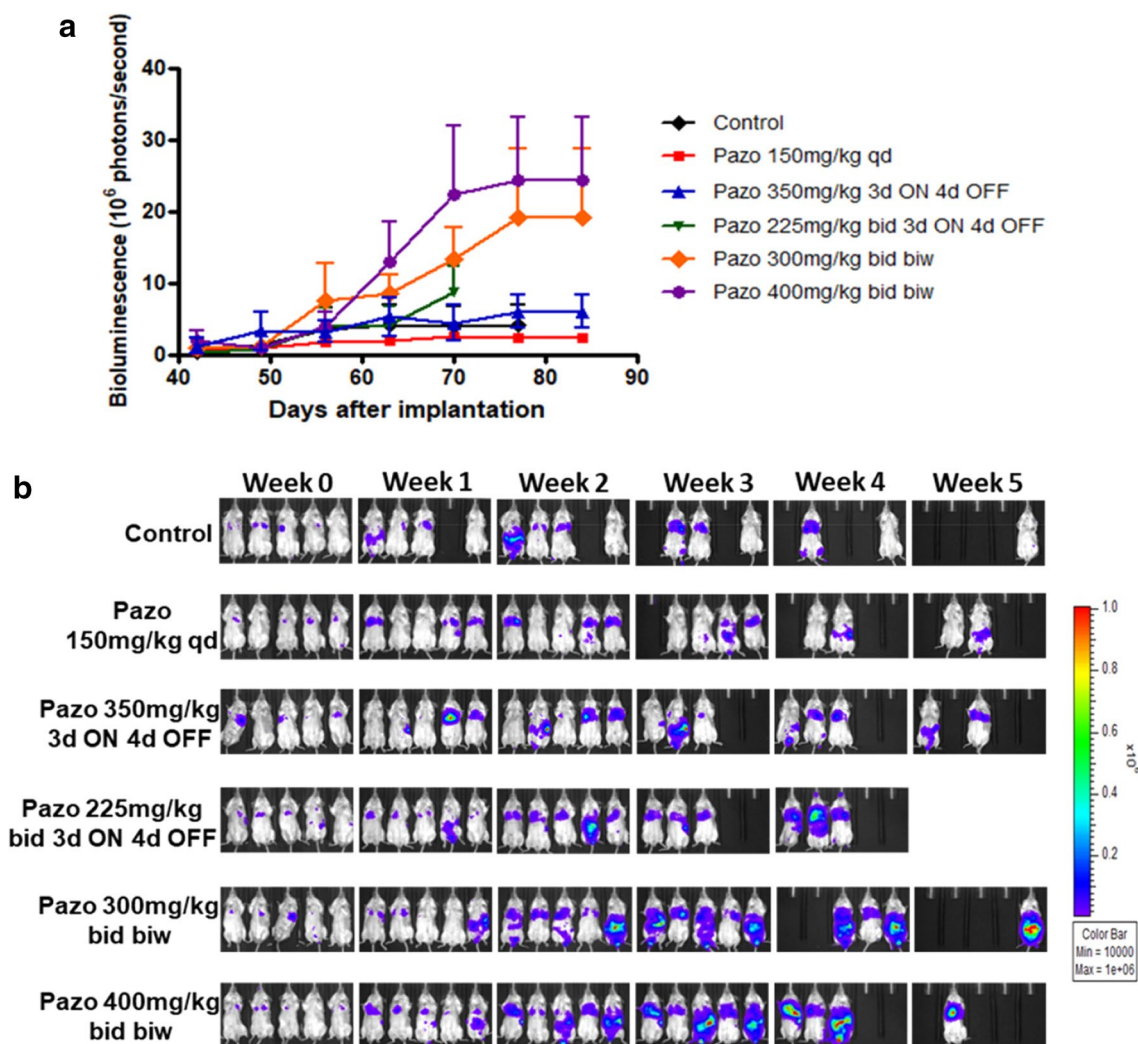 a
Bioluminescence (10⁶ photons/second)
40
30
20
10
0
40 50 60 70 80 90
Days after implantation
Control
Pazo 150mg/kg qd
Pazo 350mg/kg 3d ON 4d OFF
Pazo 225mg/kg bid 3d ON 4d OFF
Pazo 300mg/kg bid biw
Pazo 400mg/kg bid biw
b
Week 0 Week 1 Week 2 Week 3 Week 4 Week 5
Control
Pazo
150mg/kg qd
Pazo 350mg/kg
3d ON 4d OFF
Pazo 225mg/kg
bid 3d ON 4d OFF
Pazo 300mg/kg
bid biw
Pazo 400mg/kg
bid biw
1.0
0.8
0.6
0.4
0.2
Color Bar
Min = 10000
Max = 1e+06